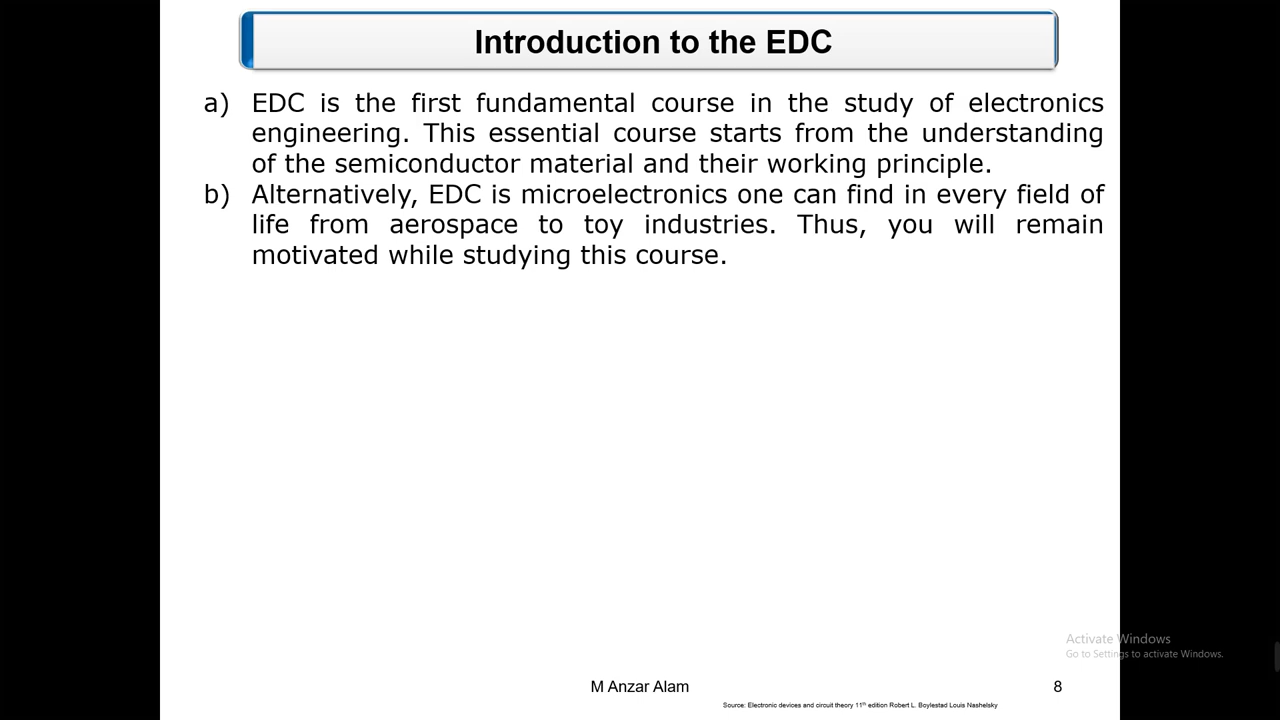 Introduction to the EDC
a) EDC is the first fundamental course in the study of electronics
engineering. This essential course starts from the understanding
of the semiconductor material and their working principle.
b) Alternatively, EDC is microelectronics one can find in every field of
life from aerospace to toy industries. Thus, you will remain
motivated while studying this course.
Activate Windows
Go to Settings to activate Windows.
M Anzar Alam
8
Source: Electronic devices and circuit theory 11th edition Robert L. Boylestad Louis Nashelsky